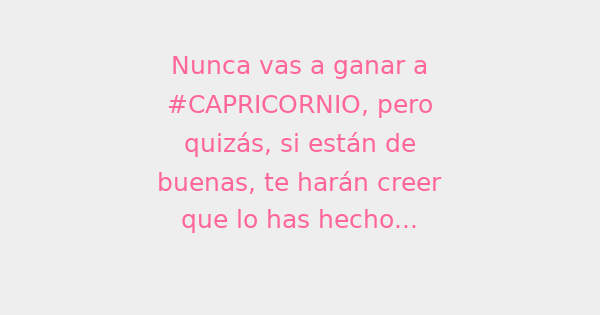 Nunca vas a ganar a
#CAPRICORNIO, pero
quizás, si están de
buenas, te harán creer
que lo has hecho...